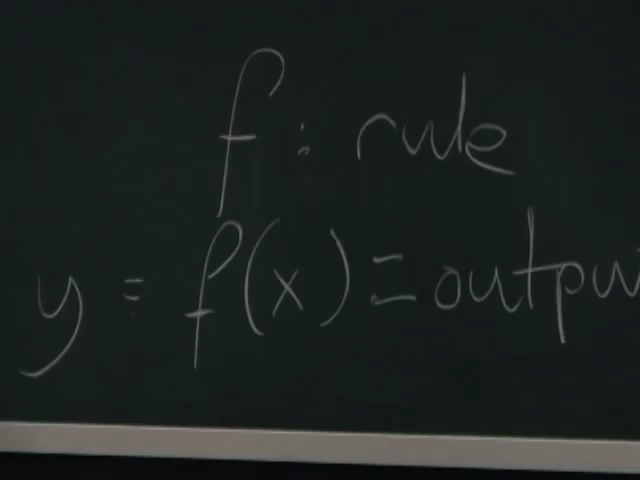 f : rule
y = f(x) = outpu